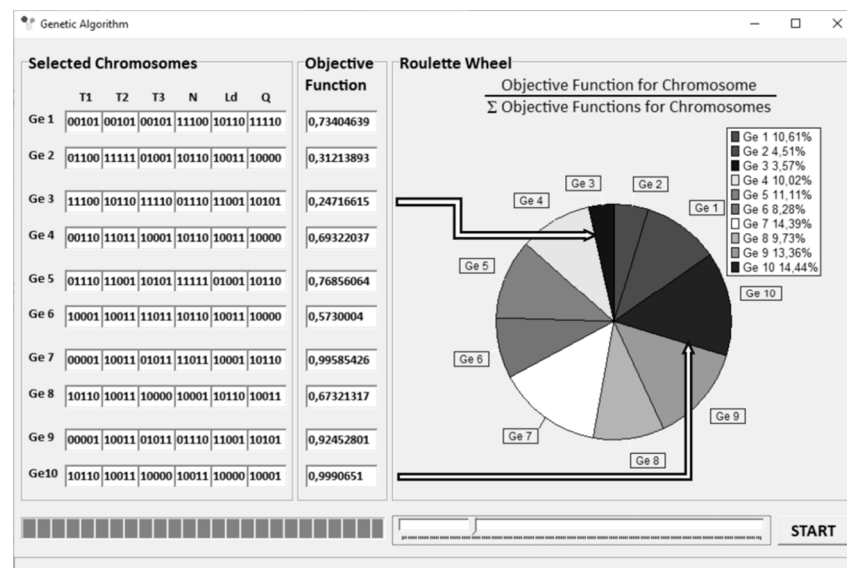 Genetic Algorithm
Selected Chromosomes
T1 T2 T3 N Ld Q
Ge 1 00101 00101 00101 11100 10110 11110
Ge 2 01100 11111 01001 10110 10011 10000
Ge 3 11100 10110 11110 01110 11001 10101
Ge 4 00110 11011 10001 10110 10011 10000
Ge 5 01110 11001 10101 11111 01001 10110
Ge 6 10001 10011 11011 10110 10011 10000
Ge 7 00001 10011 01011 11011 10001 10110
Ge 8 10110 10011 10000 10001 10110 10011
Ge 9 00001 10011 01011 01110 11001 10101
Ge10 10110 10011 10000 10011 10000 10001
Objective
Function
0,73404639
0,31213893
0,24716615
0,69322037
0,76856064
0,5730004
0,99585426
0,67321317
0,92452801
0,9990651
Roulette Wheel
Objective Function for Chromosome
Σ Objective Functions for Chromosomes
Ge 1 10,61%
Ge 2 4,51%
Ge 3 3,57%
Ge 4 10,02%
Ge 5 11,11%
Ge 6 8,28%
Ge 7 14,39%
Ge 8 9,73%
Ge 9 13,36%
Ge 10 14,44%
Ge 3
Ge 2
Ge 4
Ge 1
Ge 5
Ge 10
Ge 6
Ge 9
Ge 7
Ge 8
START